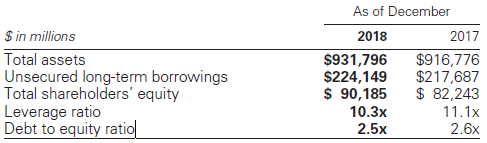 As of December
$ in millions 2018 2017
Total assets $931,796 $916,776
Unsecured long-term borrowings $224,149 $217,687
Total shareholders’ equity $ 90,185 $ 82,243
Leverage ratio 10.3x 11.1x
Debt to equity ratio 2.5x 2.6x